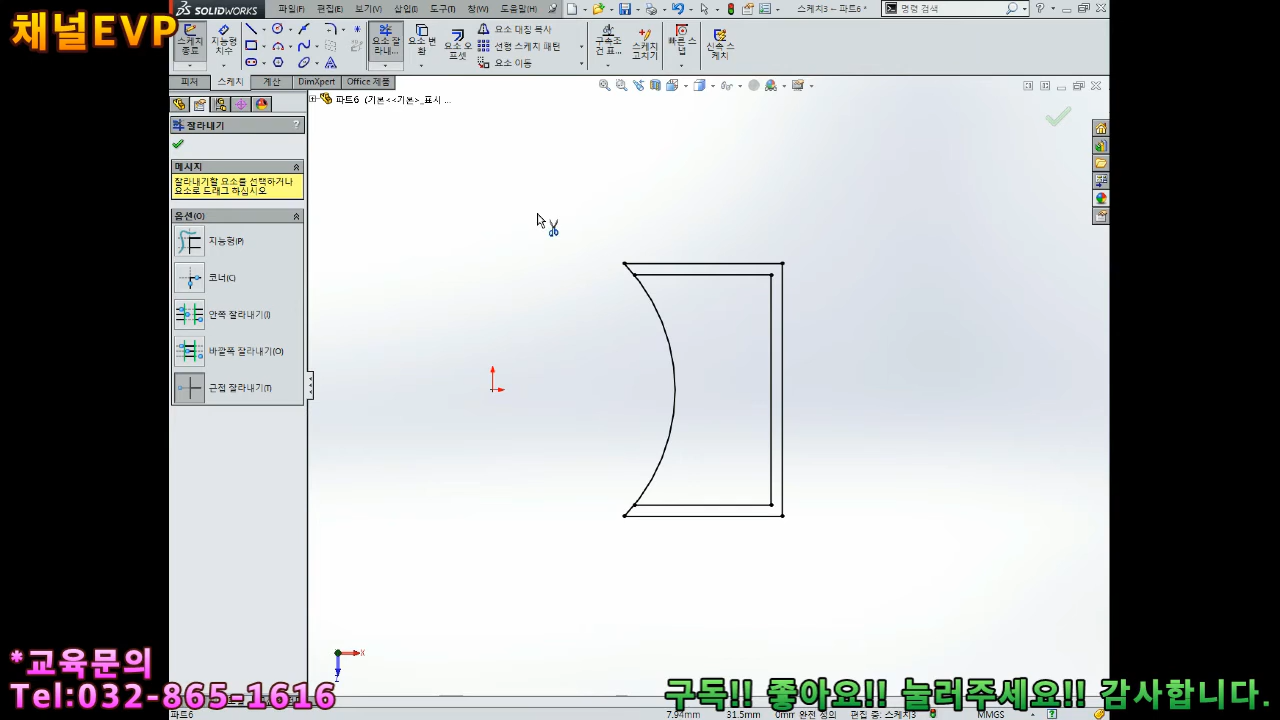 채널EVP
SOLIDWORKS
파일(F)
편집(E)
보기(V)
삽입(I)
도구(T)
창(W)
도움말(H)
스케치3 - 파트6 *
명령 검색
스케치 종료
지능형 치수
요소 잘라내...
요소 변환
요소 오프셋
요소 대칭 복사
선형 스케치 패턴
요소 이동
구속조건 표...
스케치 고치기
빠른 스냅
신속 스케치
피처
스케치
계산
DimXpert
Office 제품
파트6 (기본<<기본>_표시 ...
잘라내기
?
메시지
잘라내기할 요소를 선택하거나
요소로 드래그 하십시오
옵션(O)
지능형(P)
코너(C)
안쪽 잘라내기(I)
바깥쪽 잘라내기(O)
근접 잘라내기(T)
X
*교육문의
Tel:032-865-1616
구독!! 좋아요!! 눌러주세요!! 감사합니다.
파트6
7.94mm
31.5mm
0mm
완전 정의
편집 중: 스케치3
MMGS